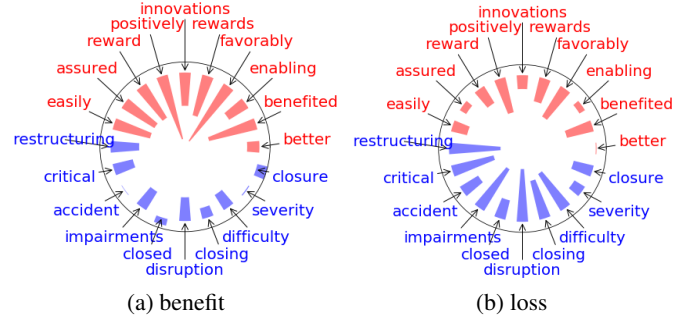 innovations
positively rewards
reward favorably
assured enabling
easily benefited
restructuring better
critical closure
accident severity
impairments difficulty
closed closing
disruption
(a) benefit
innovations
positively rewards
reward favorably
assured enabling
easily benefited
restructuring better
critical closure
accident severity
impairments difficulty
closed closing
disruption
(b) loss